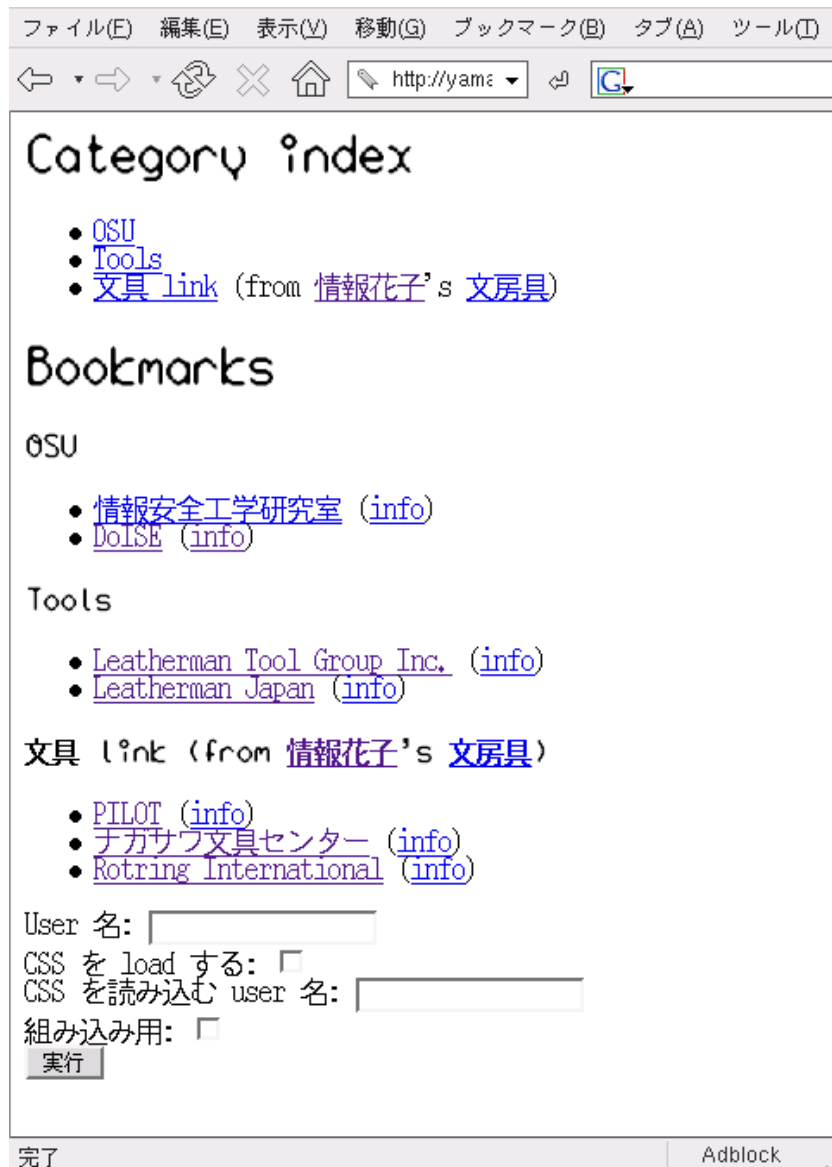 ファイル(F) 編集(E) 表示(V) 移動(G) ブックマーク(B) タブ(A) ツール(T)
http://yama
G
Category index
OSU
Tools
文具 link (from 情報花子's 文房具)
Bookmarks
OSU
情報安全工学研究室 (info)
DoISE (info)
Tools
Leatherman Tool Group Inc. (info)
Leatherman Japan (info)
文具 link (from 情報花子's 文房具)
PILOT (info)
ナガサワ文具センター (info)
Rotring International (info)
User 名:
CSS を load する:
CSS を読み込む user 名:
組み込み用:
実行
完了 Adblock